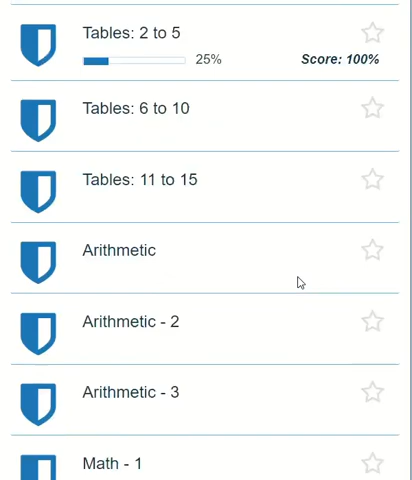 Tables: 2 to 5
25% Score: 100%
Tables: 6 to 10
Tables: 11 to 15
Arithmetic
Arithmetic - 2
Arithmetic - 3
Math - 1